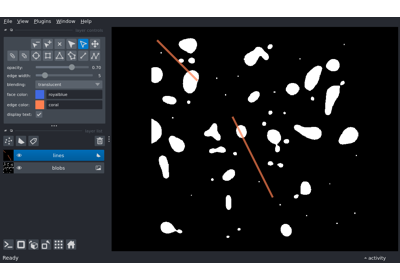 File View Plugins Window Help
opacity: 0.70
edge width: 5
blending: translucent
face color: royalblue
edge color: coral
display text:
lines
blobs
Ready
activity